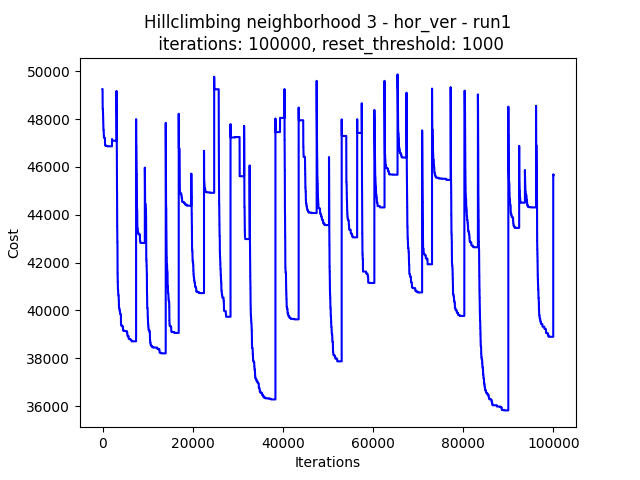 Hillclimbing neighborhood 3 - hor_ver - run1
iterations: 100000, reset_threshold: 1000
50000
48000
46000
44000
42000
40000
38000
36000
Cost
0 20000 40000 60000 80000 100000
Iterations